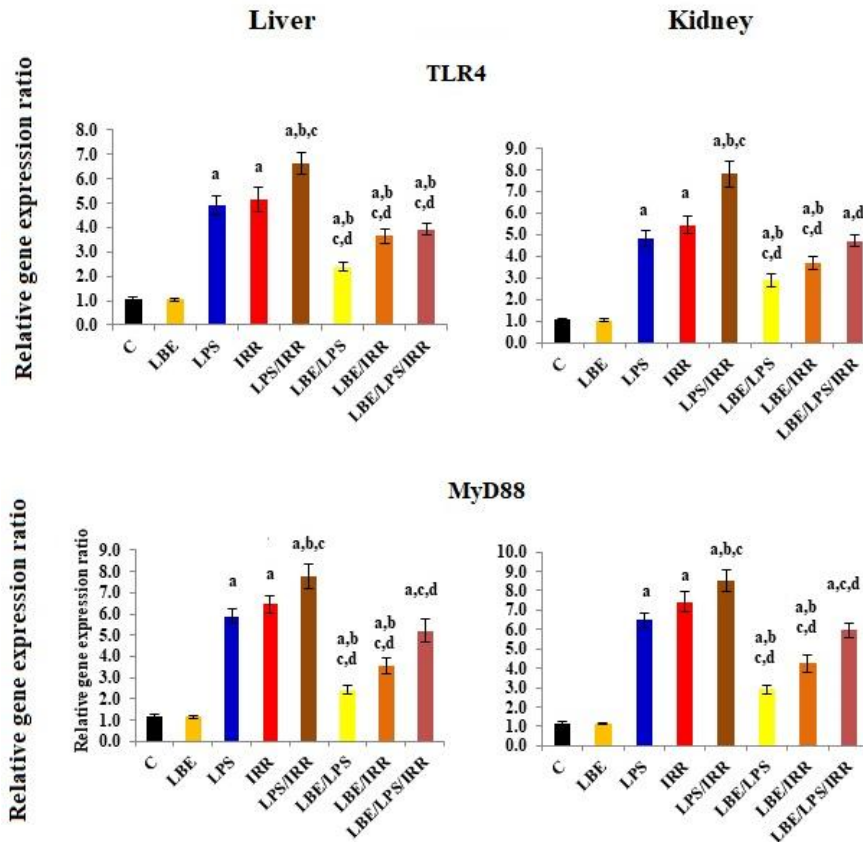 Liver
Kidney
TLR4
Relative gene expression ratio
8.0
7.0
6.0
5.0
4.0
3.0
2.0
1.0
0.0
a
a
a,b,c
a,b
c,d
a,b
c,d
a,b
c,d
C
LBE
LPS
IRR
LPS/IRR
LBE/LPS
LBE/IRR
LBE/LPS/IRR
9.0
8.0
7.0
6.0
5.0
4.0
3.0
2.0
1.0
0.0
a
a
a,b,c
a,b
c,d
a,b
c,d
a,d
C
LBE
LPS
IRR
LPS/IRR
LBE/LPS
LBE/IRR
LBE/LPS/IRR
MyD88
Relative gene expression ratio
Relative gene expression ratio
9.0
8.0
7.0
6.0
5.0
4.0
3.0
2.0
1.0
0.0
a
a
a,b,c
a,b
c,d
a,b
c,d
a,c,d
C
LBE
LPS
IRR
LPS/IRR
LBE/LPS
LBE/IRR
LBE/LPS/IRR
10.0
9.0
8.0
7.0
6.0
5.0
4.0
3.0
2.0
1.0
0.0
a
a
a,b,c
a,b
c,d
a,b
c,d
a,c,d
C
LBE
LPS
IRR
LPS/IRR
LBE/LPS
LBE/IRR
LBE/LPS/IRR